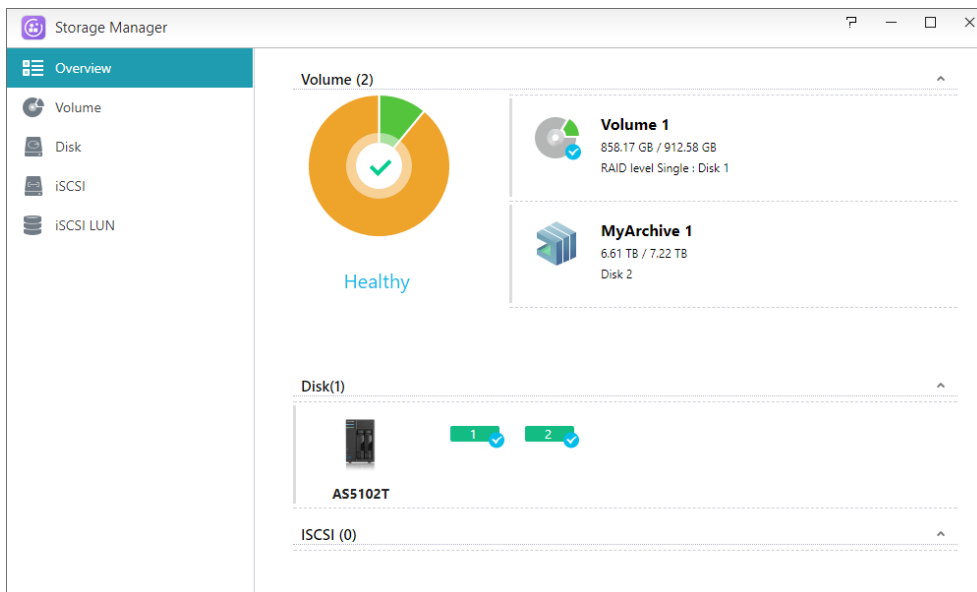 Storage Manager
Overview
Volume
Disk
iSCSI
iSCSI LUN
Volume (2)
Healthy
Volume 1
858.17 GB / 912.58 GB
RAID level Single : Disk 1
MyArchive 1
6.61 TB / 7.22 TB
Disk 2
Disk(1)
1
2
AS5102T
ISCSI (0)